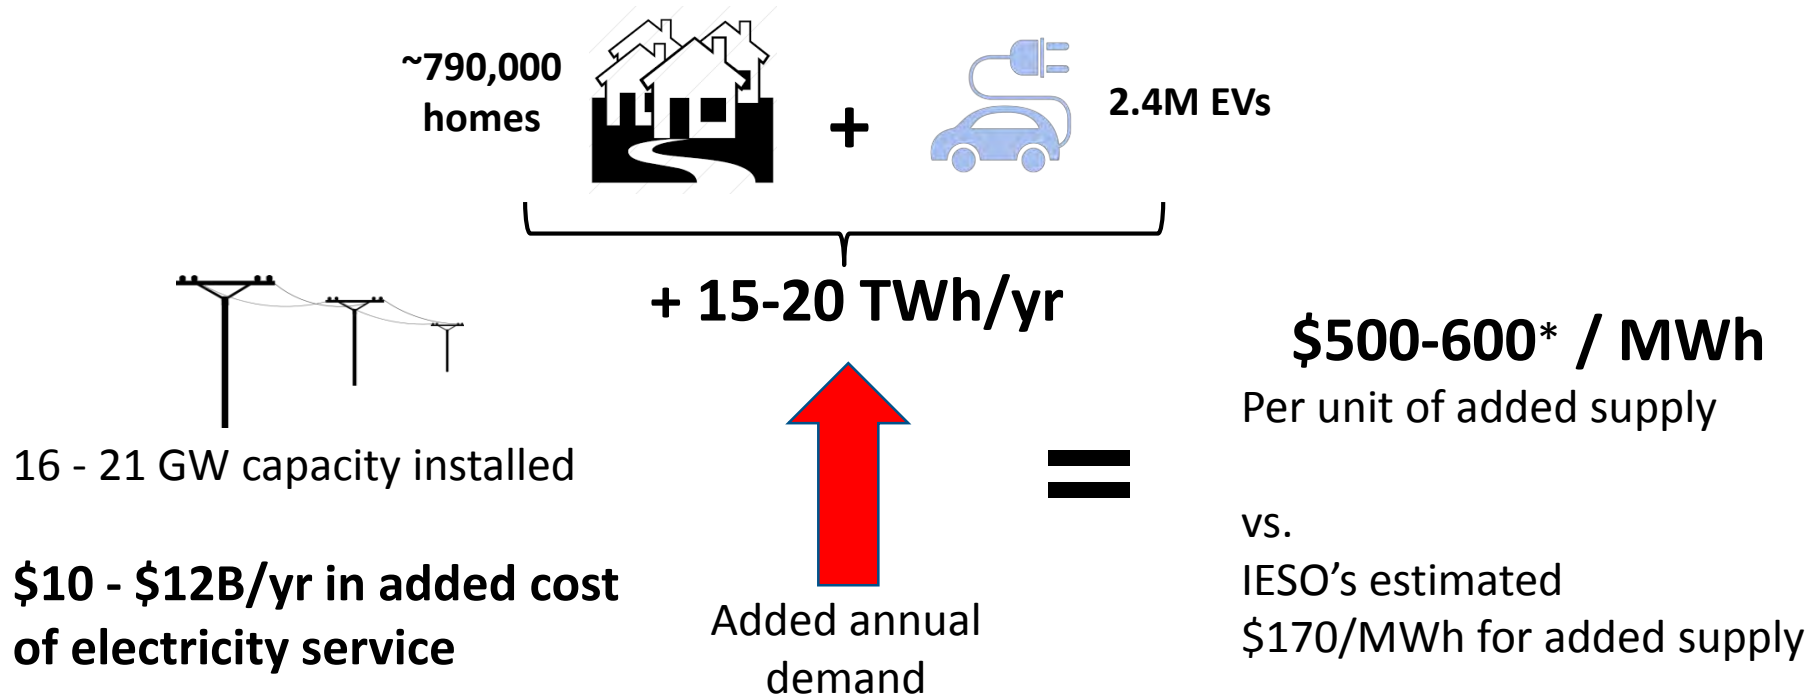 ~790,000
homes
+
2.4M EVs
+ 15-20 TWh/yr
16 - 21 GW capacity installed
$10 - $12B/yr in added cost
of electricity service
Added annual
demand
=
$500-600* / MWh
Per unit of added supply
vs.
IESO’s estimated
$170/MWh for added supply